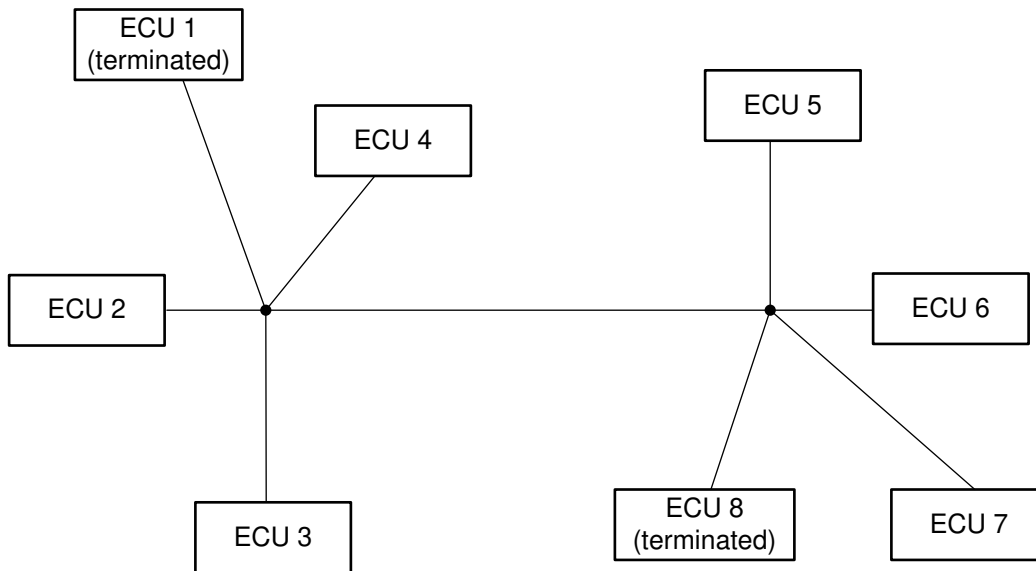 ECU 1
(terminated)
ECU 4
ECU 5
ECU 2
ECU 6
ECU 3
ECU 8
(terminated)
ECU 7